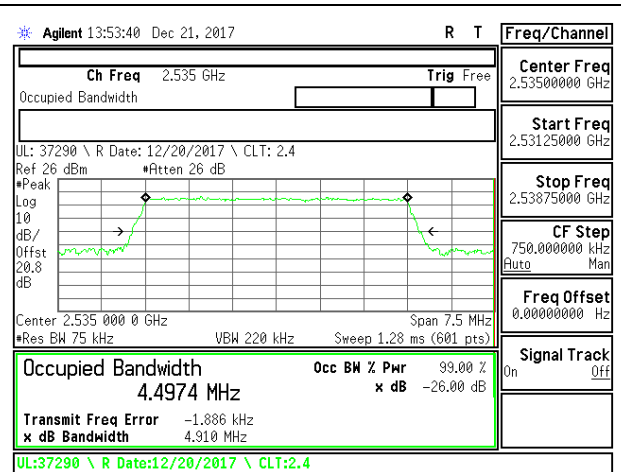 Agilent 13:53:40 Dec 21, 2017 R T Freq/Channel
Ch Freq 2.535 GHz Trig Free
Occupied Bandwidth
Center Freq
2.53500000 GHz
Start Freq
2.53125000 GHz
UL: 37290 \ R Date: 12/20/2017 \ CLT: 2.4
Ref 26 dBm #Atten 26 dB
#Peak
Log
10
dB/
Offst
20.8
dB
Stop Freq
2.53875000 GHz
CF Step
750.000000 kHz
Auto Man
Freq Offset
0.00000000 Hz
Center 2.535 000 0 GHz Span 7.5 MHz
#Res BW 75 kHz VBW 220 kHz Sweep 1.28 ms (601 pts)
Signal Track
On Off
Occupied Bandwidth Occ BW % Pwr 99.00 %
4.4974 MHz x dB -26.00 dB
Transmit Freq Error -1.886 kHz
x dB Bandwidth 4.910 MHz
UL:37290 \ R Date:12/20/2017 \ CLT:2.4